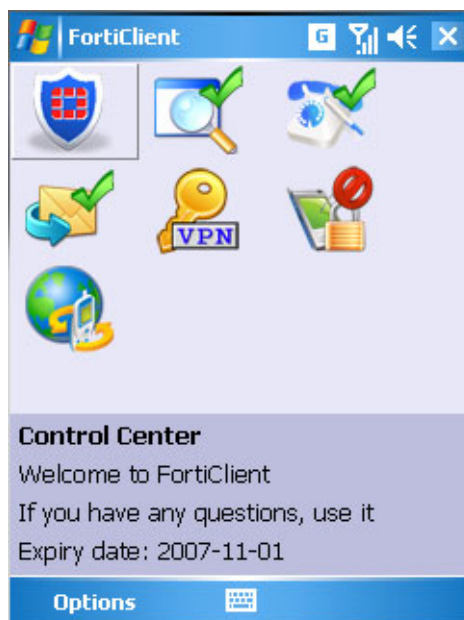 FortiClient
G
VPN
Control Center
Welcome to FortiClient
If you have any questions, use it
Expiry date: 2007-11-01
Options